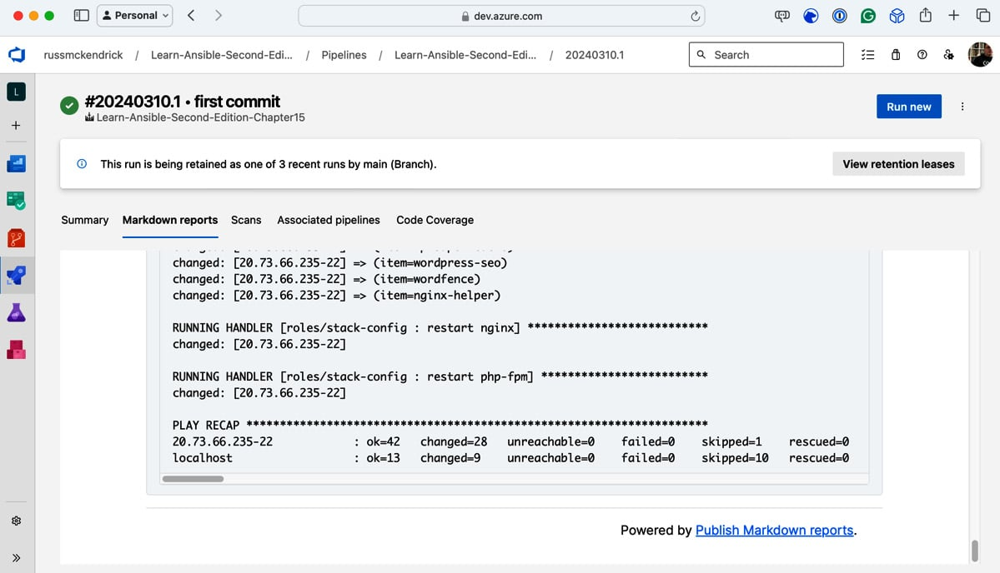 Personal
dev.azure.com
russmckendrick / Learn-Ansible-Second-Edi... / Pipelines / Learn-Ansible-Second-Edi... / 20240310.1
Search
L
#20240310.1 • first commit
Learn-Ansible-Second-Edition-Chapter15
Run new
This run is being retained as one of 3 recent runs by main (Branch).
View retention leases
Summary Markdown reports Scans Associated pipelines Code Coverage
changed: [20.73.66.235-22] => (item=wordpress-seo)
changed: [20.73.66.235-22] => (item=wordfence)
changed: [20.73.66.235-22] => (item=nginx-helper)
RUNNING HANDLER [roles/stack-config : restart nginx] ***************************
changed: [20.73.66.235-22]
RUNNING HANDLER [roles/stack-config : restart php-fpm] *************************
changed: [20.73.66.235-22]
PLAY RECAP *********************************************************************
20.73.66.235-22 : ok=42 changed=28 unreachable=0 failed=0 skipped=1 rescued=0
localhost : ok=13 changed=9 unreachable=0 failed=0 skipped=10 rescued=0
Powered by Publish Markdown reports.